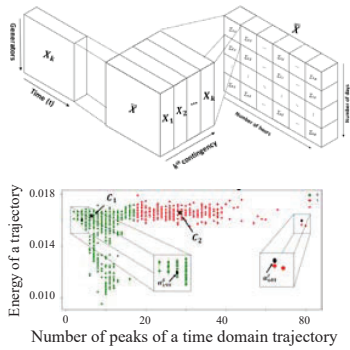 Generators
X_k
Time (t)
X̄
X_1 X_2 ... X_k
k^th contingency
X̄
Number of days
Number of hours
Energy of a trajectory
0.018
0.014
0.010
C_1
C_2
0 20 40 60 80
Number of peaks of a time domain trajectory